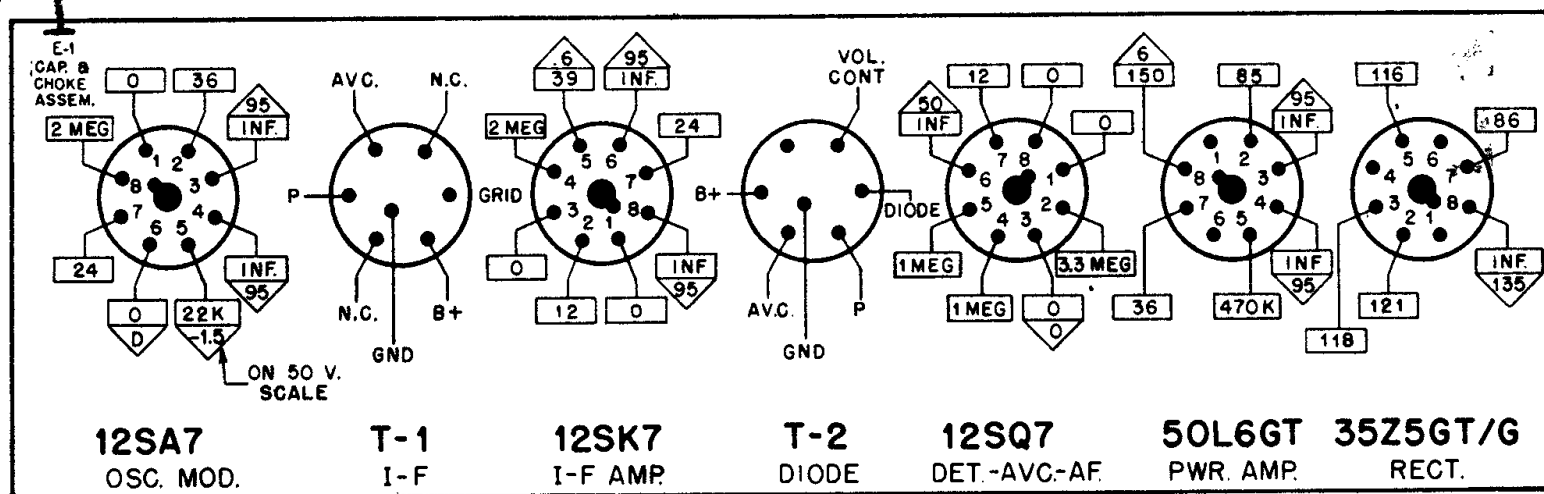 E-1
CAP. &
CHOKE
ASSEM.
0
36
95
INF.
2 MEG
1
2
3
4
5
6
7
8
24
0
D
22K
-1.5
INF.
95
ON 50 V.
SCALE
12SA7
OSC. MOD.
AVC.
N.C.
P
GRID
N.C.
GND
B+
T-1
I-F
.6
39
95
INF.
2 MEG
24
5
6
4
7
3
8
2
1
0
12
0
INF.
95
12SK7
I-F AMP.
VOL.
CONT
B+
DIODE
AVC.
GND
P
T-2
DIODE
50
INF
12
0
0
7
8
6
1
5
2
4
3
1 MEG
1 MEG
0
0
3.3 MEG
12SQ7
DET.-AVC-AF.
6
150
85
95
INF.
1
2
8
3
7
4
6
5
36
470K
INF
95
50L6GT
PWR. AMP.
116
86
5
6
4
7
3
8
2
1
118
121
INF.
135
35Z5GT/G
RECT.